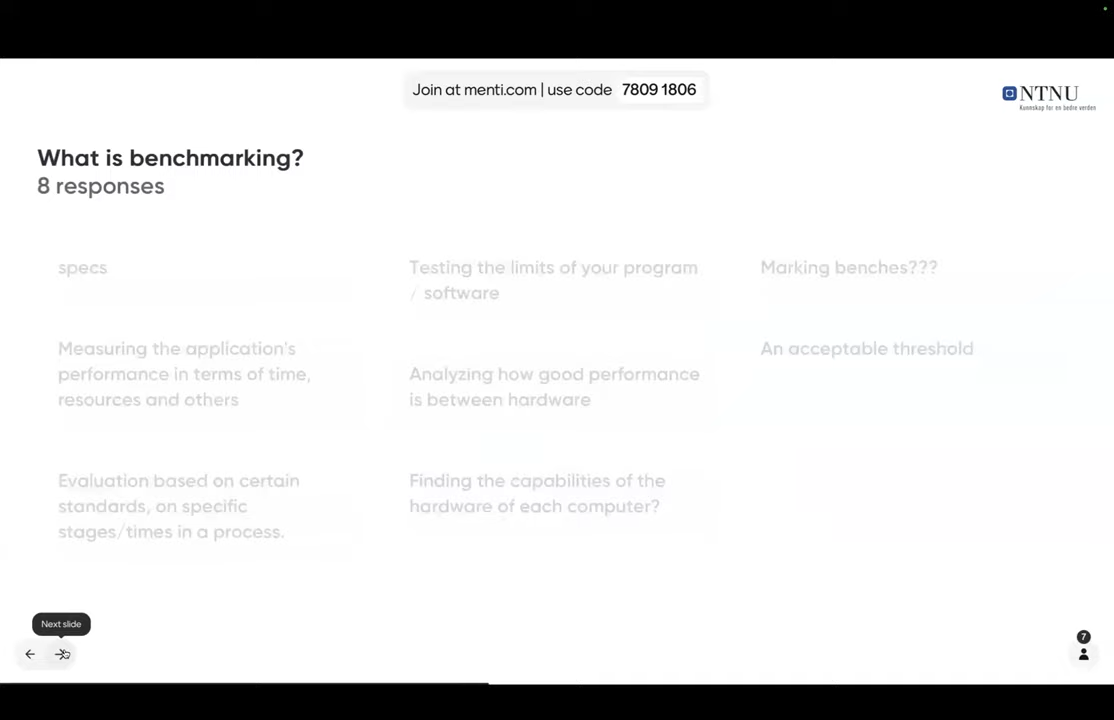 Join at menti.com | use code 7809 1806
NTNU
Kunnskap for en bedre verden
What is benchmarking?
8 responses
specs
Measuring the application's
performance in terms of time,
resources and others
Evaluation based on certain
standards, on specific
stages/times in a process.
Testing the limits of your program
/ software
Analyzing how good performance
is between hardware
Finding the capabilities of the
hardware of each computer?
Marking benches???
An acceptable threshold
Next slide
7